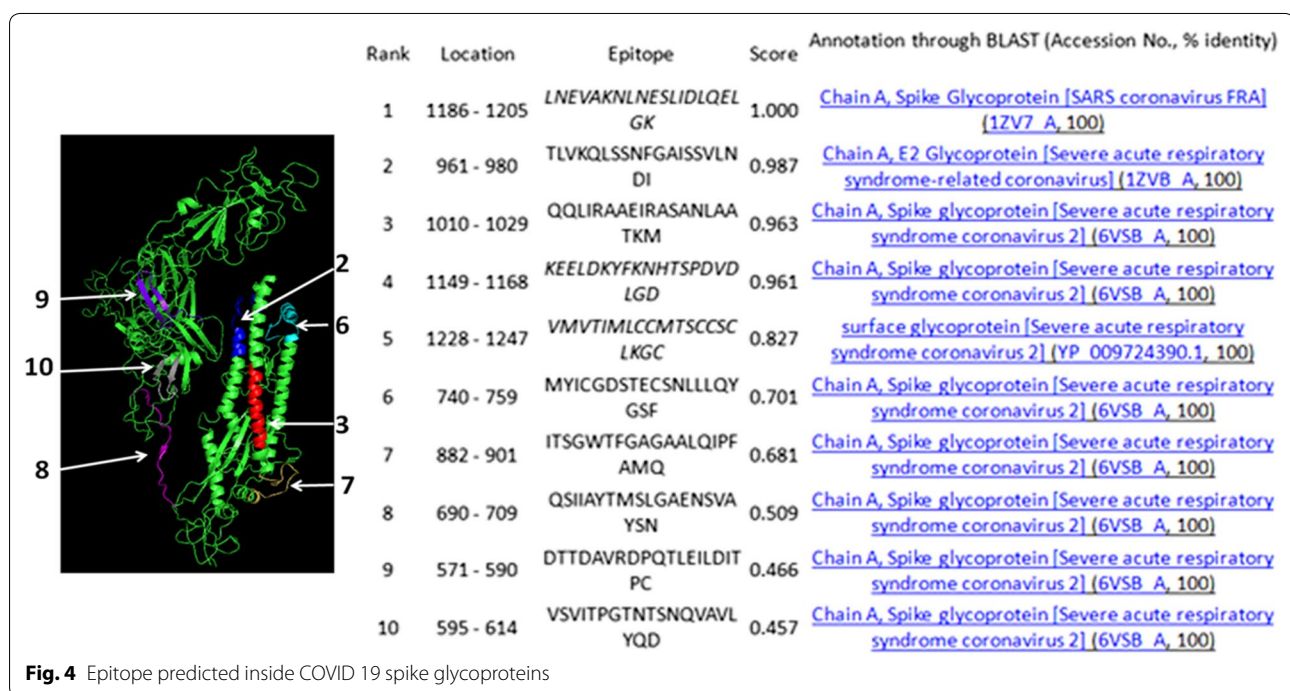 Rank Location Epitope Score Annotation through BLAST (Accession No., % identity)
1 1186 - 1205 LNEVAKNLNESLIDLQEL 1.000 Chain A, Spike Glycoprotein [SARS coronavirus FRA]
GK (1ZV7_A, 100)
2 961 - 980 TLVKQLSSNFGAISSVLN 0.987 Chain A, E2 Glycoprotein [Severe acute respiratory
DI syndrome-related coronavirus] (1ZVB_A, 100)
3 1010 - 1029 QQLIRAAEIRASANLAA 0.963 Chain A, Spike glycoprotein [Severe acute respiratory
TKM syndrome coronavirus 2] (6VSB_A, 100)
4 1149 - 1168 KEELDKYFKNHTSPDVD 0.961 Chain A, Spike glycoprotein [Severe acute respiratory
LGD syndrome coronavirus 2] (6VSB_A, 100)
5 1228 - 1247 VMVTIMLCCMTSCCSC 0.827 surface glycoprotein [Severe acute respiratory
LKGC syndrome coronavirus 2] (YP_009724390.1, 100)
6 740 - 759 MYICGDSTECSNLLLQY 0.701 Chain A, Spike glycoprotein [Severe acute respiratory
GSF syndrome coronavirus 2] (6VSB_A, 100)
7 882 - 901 ITSGWTFGAGAALQIPF 0.681 Chain A, Spike glycoprotein [Severe acute respiratory
AMQ syndrome coronavirus 2] (6VSB_A, 100)
8 690 - 709 QSIIAYTMSLGAENSVA 0.509 Chain A, Spike glycoprotein [Severe acute respiratory
YSN syndrome coronavirus 2] (6VSB_A, 100)
9 571 - 590 DTTDAVRDPQTLEILDIT 0.466 Chain A, Spike glycoprotein [Severe acute respiratory
PC syndrome coronavirus 2] (6VSB_A, 100)
10 595 - 614 VSVITPGTNTSNQVAVL 0.457 Chain A, Spike glycoprotein [Severe acute respiratory
YQD syndrome coronavirus 2] (6VSB_A, 100)
2
9
6
10
3
8
7
Fig. 4 Epitope predicted inside COVID 19 spike glycoproteins